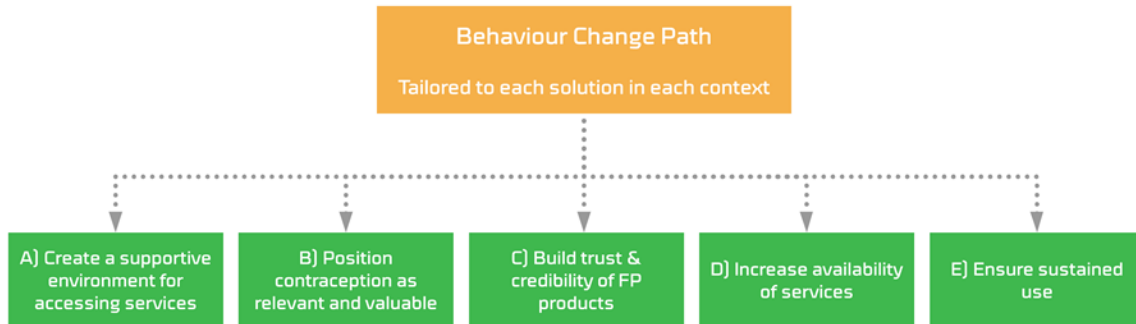 Behaviour Change Path
Tailored to each solution in each context
A) Create a supportive
environment for
accessing services
B) Position
contraception as
relevant and valuable
C) Build trust &
credibility of FP
products
D) Increase availability
of services
E) Ensure sustained
use